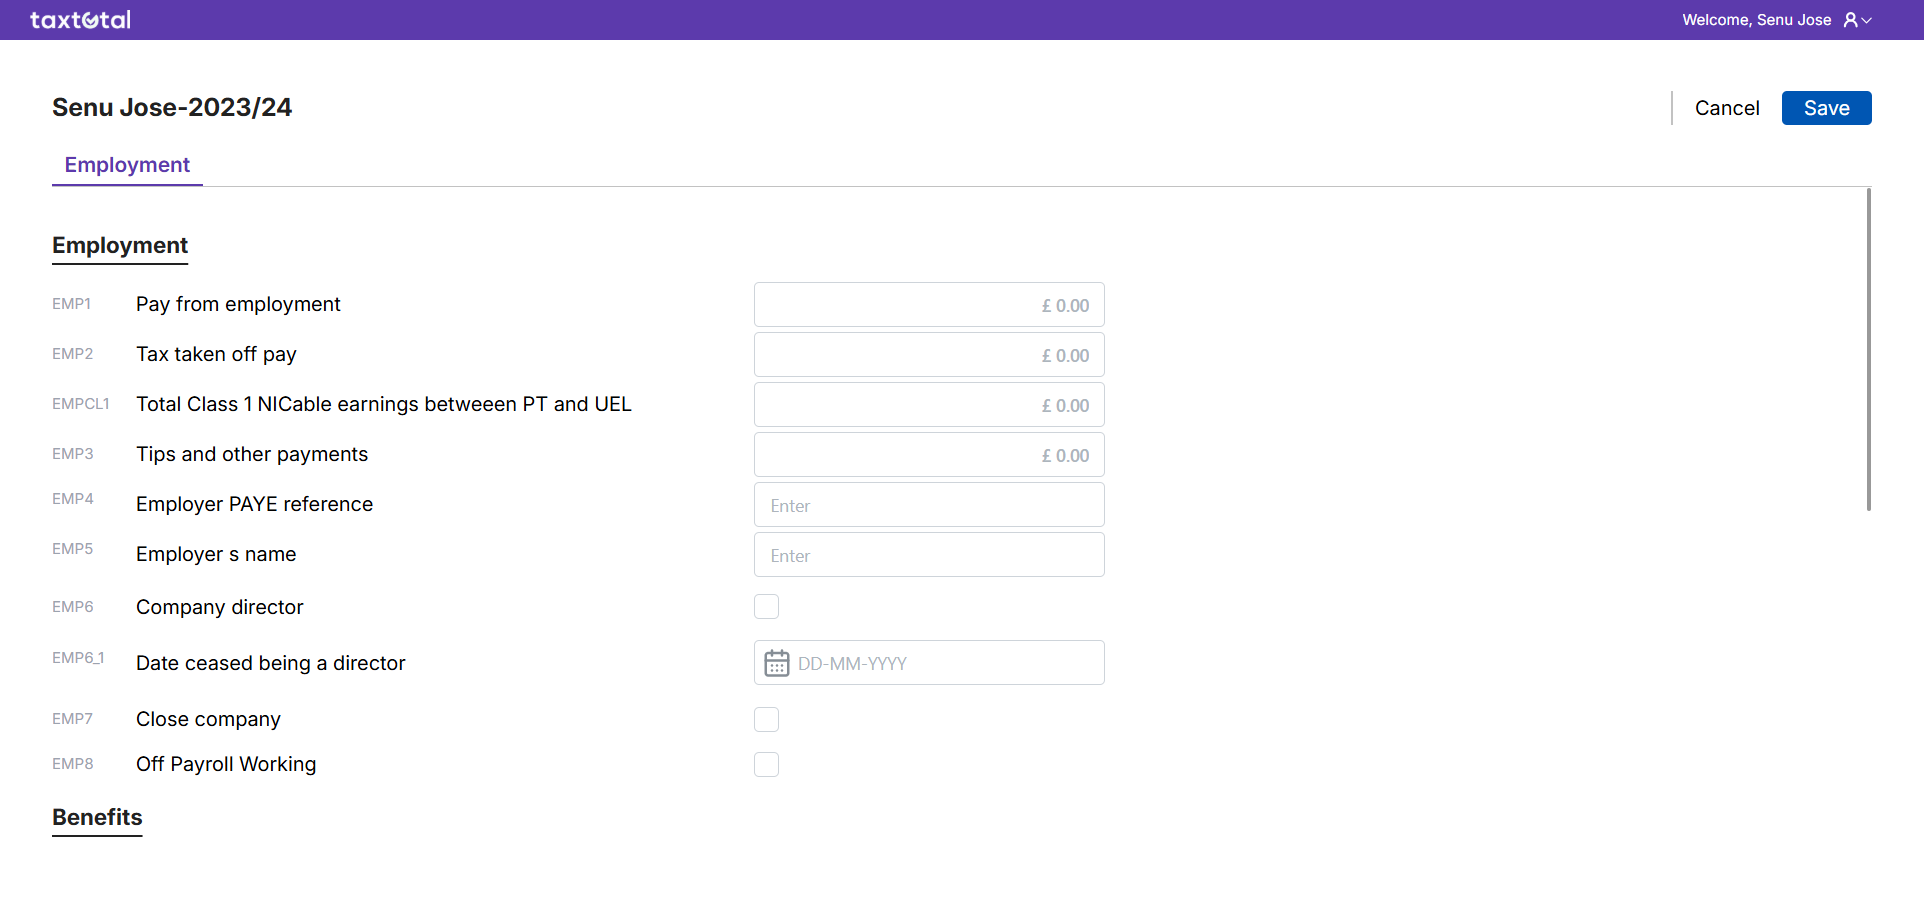 taxtotal
Welcome, Senu Jose
Senu Jose-2023/24
Cancel
Save
Employment
Employment
EMP1 Pay from employment £ 0.00
EMP2 Tax taken off pay £ 0.00
EMPCL1 Total Class 1 NICable earnings betweeen PT and UEL £ 0.00
EMP3 Tips and other payments £ 0.00
EMP4 Employer PAYE reference Enter
EMP5 Employer s name Enter
EMP6 Company director
EMP6_1 Date ceased being a director DD-MM-YYYY
EMP7 Close company
EMP8 Off Payroll Working
Benefits